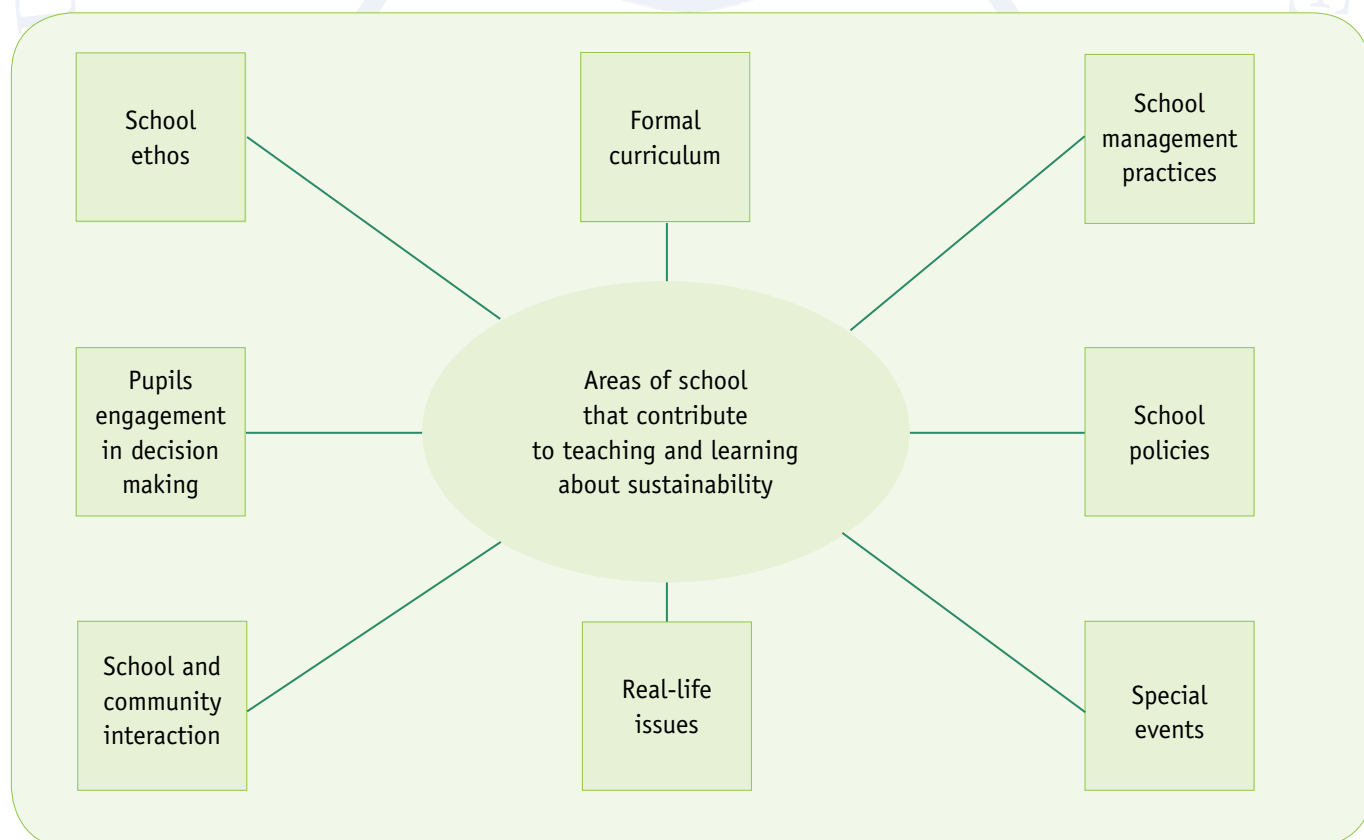 School
ethos
Formal
curriculum
School
management
practices
Pupils
engagement
in decision
making
Areas of school
that contribute
to teaching and learning
about sustainability
School
policies
School and
community
interaction
Real-life
issues
Special
events